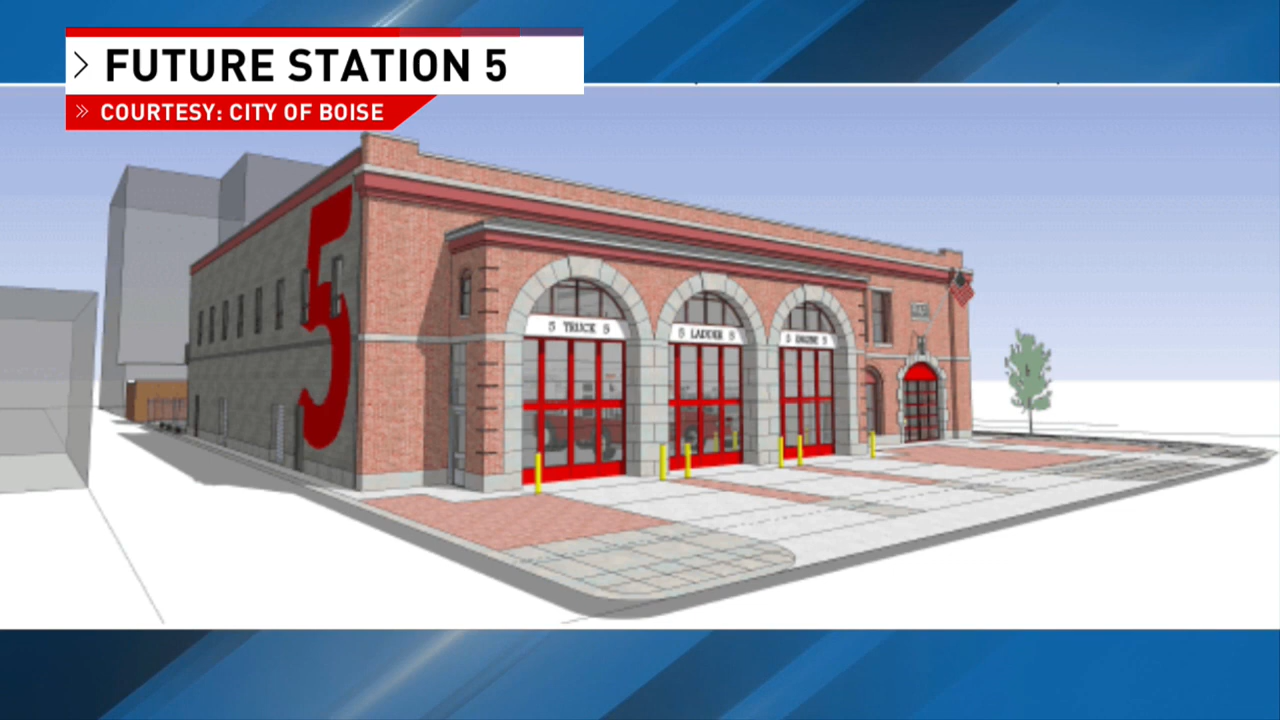 FUTURE STATION 5
COURTESY: CITY OF BOISE
5
5 TRUCK 5
5 LADDER 5
5 ENGINE 5